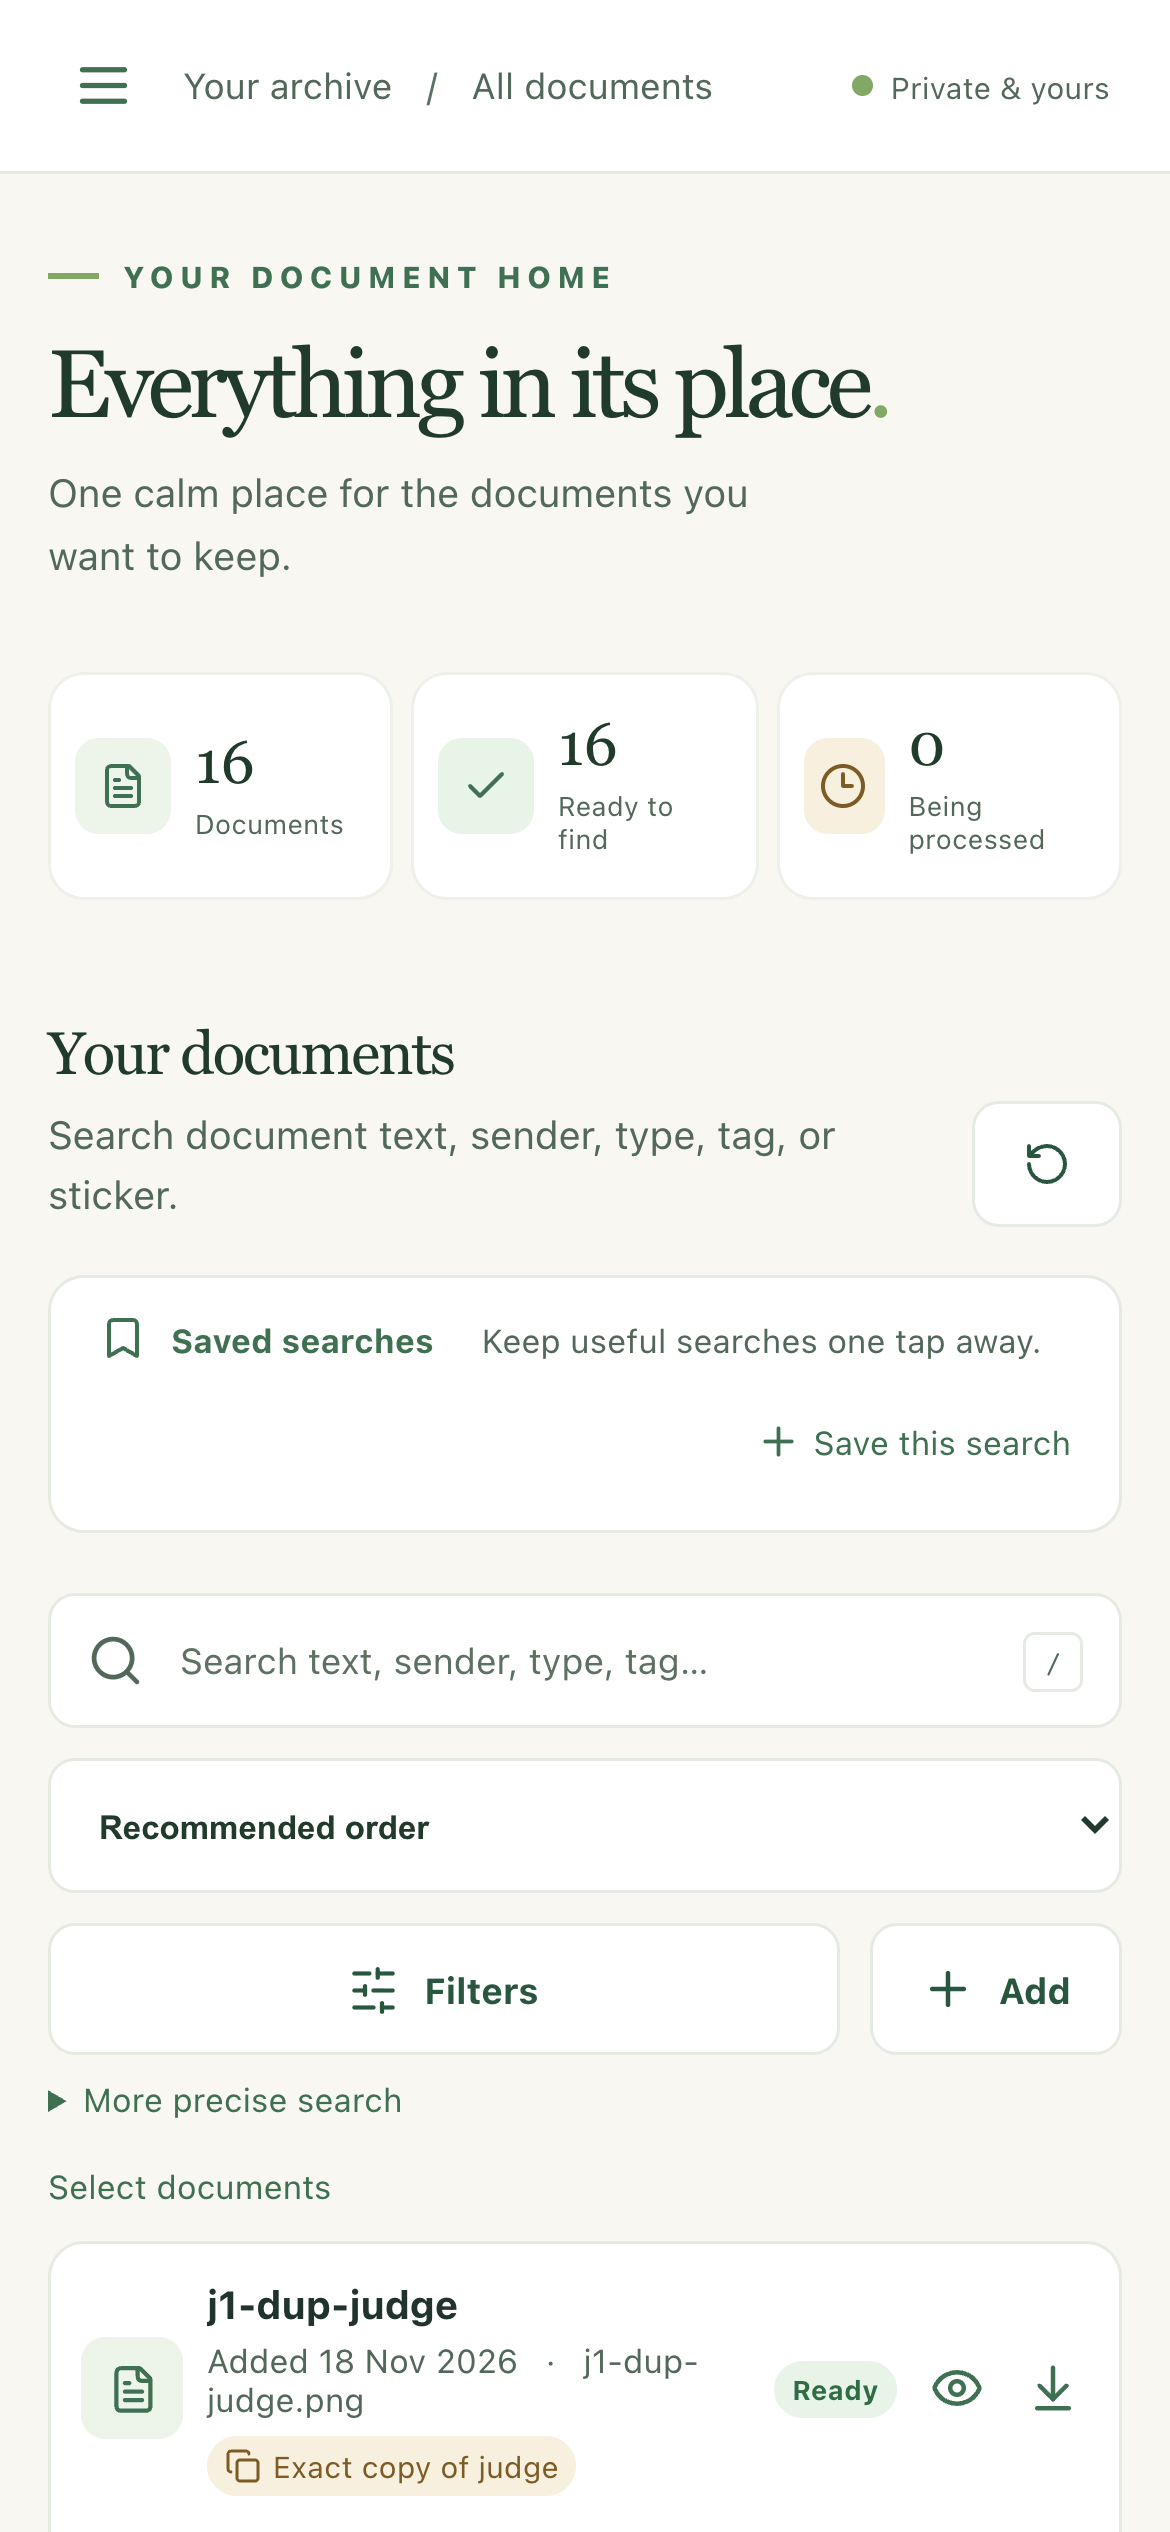 Your archive / All documents
Private & yours
YOUR DOCUMENT HOME
Everything in its place.
One calm place for the documents you
want to keep.
16
Documents
16
Ready to
find
0
Being
processed
Your documents
Search document text, sender, type, tag, or
sticker.
Saved searches
Keep useful searches one tap away.
Save this search
Search text, sender, type, tag...
/
Recommended order
Filters
Add
More precise search
Select documents
j1-dup-judge
Added 18 Nov 2026 · j1-dup-
judge.png
Ready
Exact copy of judge